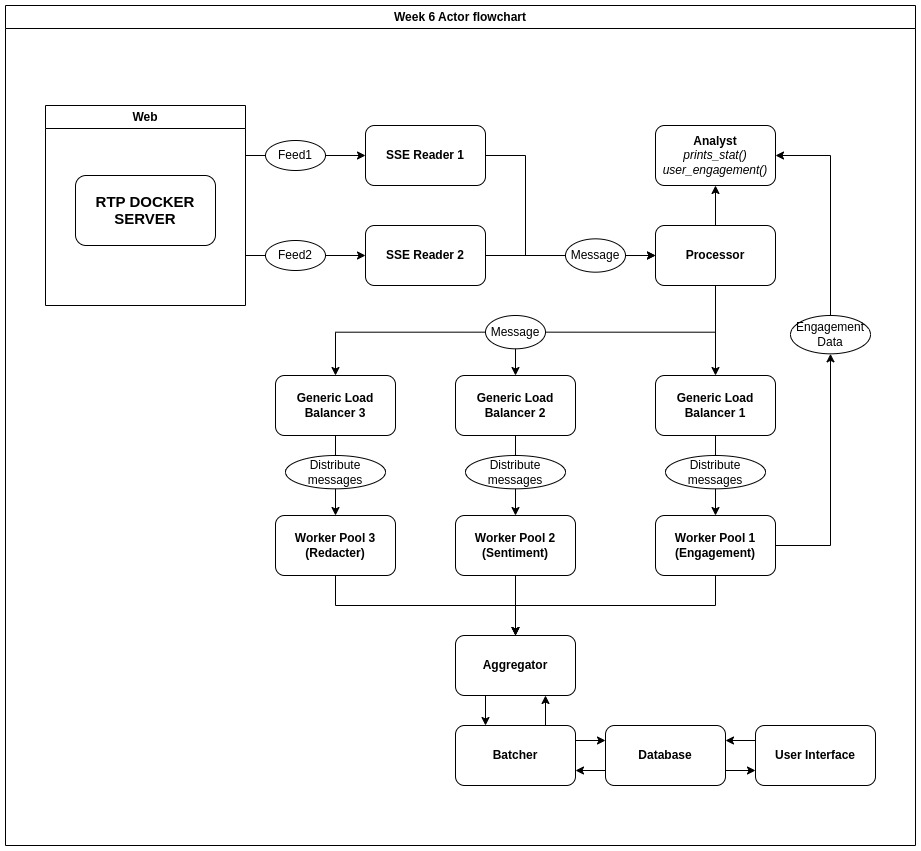 Week 6 Actor flowchart
Web
RTP DOCKER
SERVER
Feed1
SSE Reader 1
Analyst
prints_stat()
user_engagement()
Feed2
SSE Reader 2
Message
Processor
Message
Engagement
Data
Generic Load
Balancer 3
Generic Load
Balancer 2
Generic Load
Balancer 1
Distribute
messages
Distribute
messages
Distribute
messages
Worker Pool 3
(Redacter)
Worker Pool 2
(Sentiment)
Worker Pool 1
(Engagement)
Aggregator
Batcher
Database
User Interface